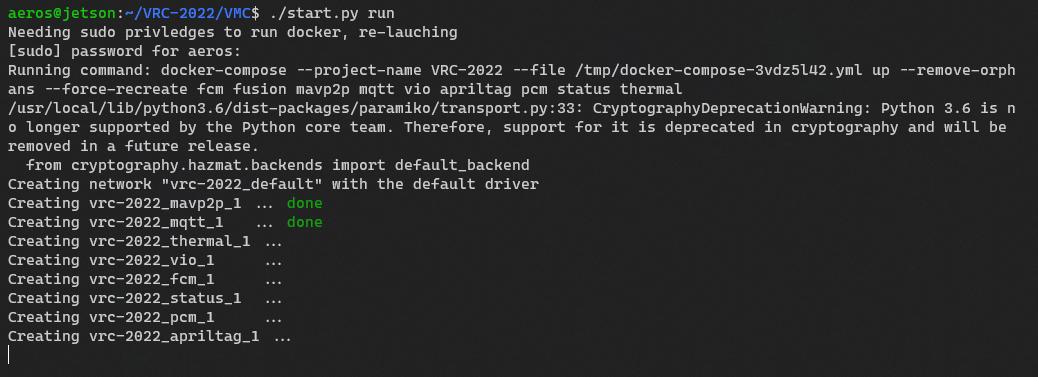 aeros@jetson:~/VRC-2022/VMC$ ./start.py run
Needing sudo privledges to run docker, re-lauching
[sudo] password for aeros:
Running command: docker-compose --project-name VRC-2022 --file /tmp/docker-compose-3vdz5l42.yml up --remove-orph
ans --force-recreate fcm fusion mavp2p mqtt vio apriltag pcm status thermal
/usr/local/lib/python3.6/dist-packages/paramiko/transport.py:33: CryptographyDeprecationWarning: Python 3.6 is n
o longer supported by the Python core team. Therefore, support for it is deprecated in cryptography and will be
removed in a future release.
  from cryptography.hazmat.backends import default_backend
Creating network "vrc-2022_default" with the default driver
Creating vrc-2022_mavp2p_1 ... done
Creating vrc-2022_mqtt_1 ... done
Creating vrc-2022_thermal_1 ...
Creating vrc-2022_vio_1 ...
Creating vrc-2022_fcm_1 ...
Creating vrc-2022_status_1 ...
Creating vrc-2022_pcm_1 ...
Creating vrc-2022_apriltag_1 ...